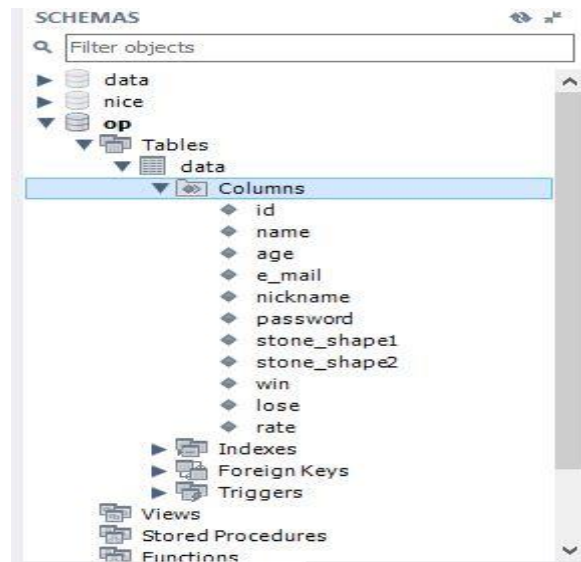 SCHEMAS
Filter objects
data
nice
op
Tables
data
Columns
id
name
age
e_mail
nickname
password
stone_shape1
stone_shape2
win
lose
rate
Indexes
Foreign Keys
Triggers
Views
Stored Procedures
Functions